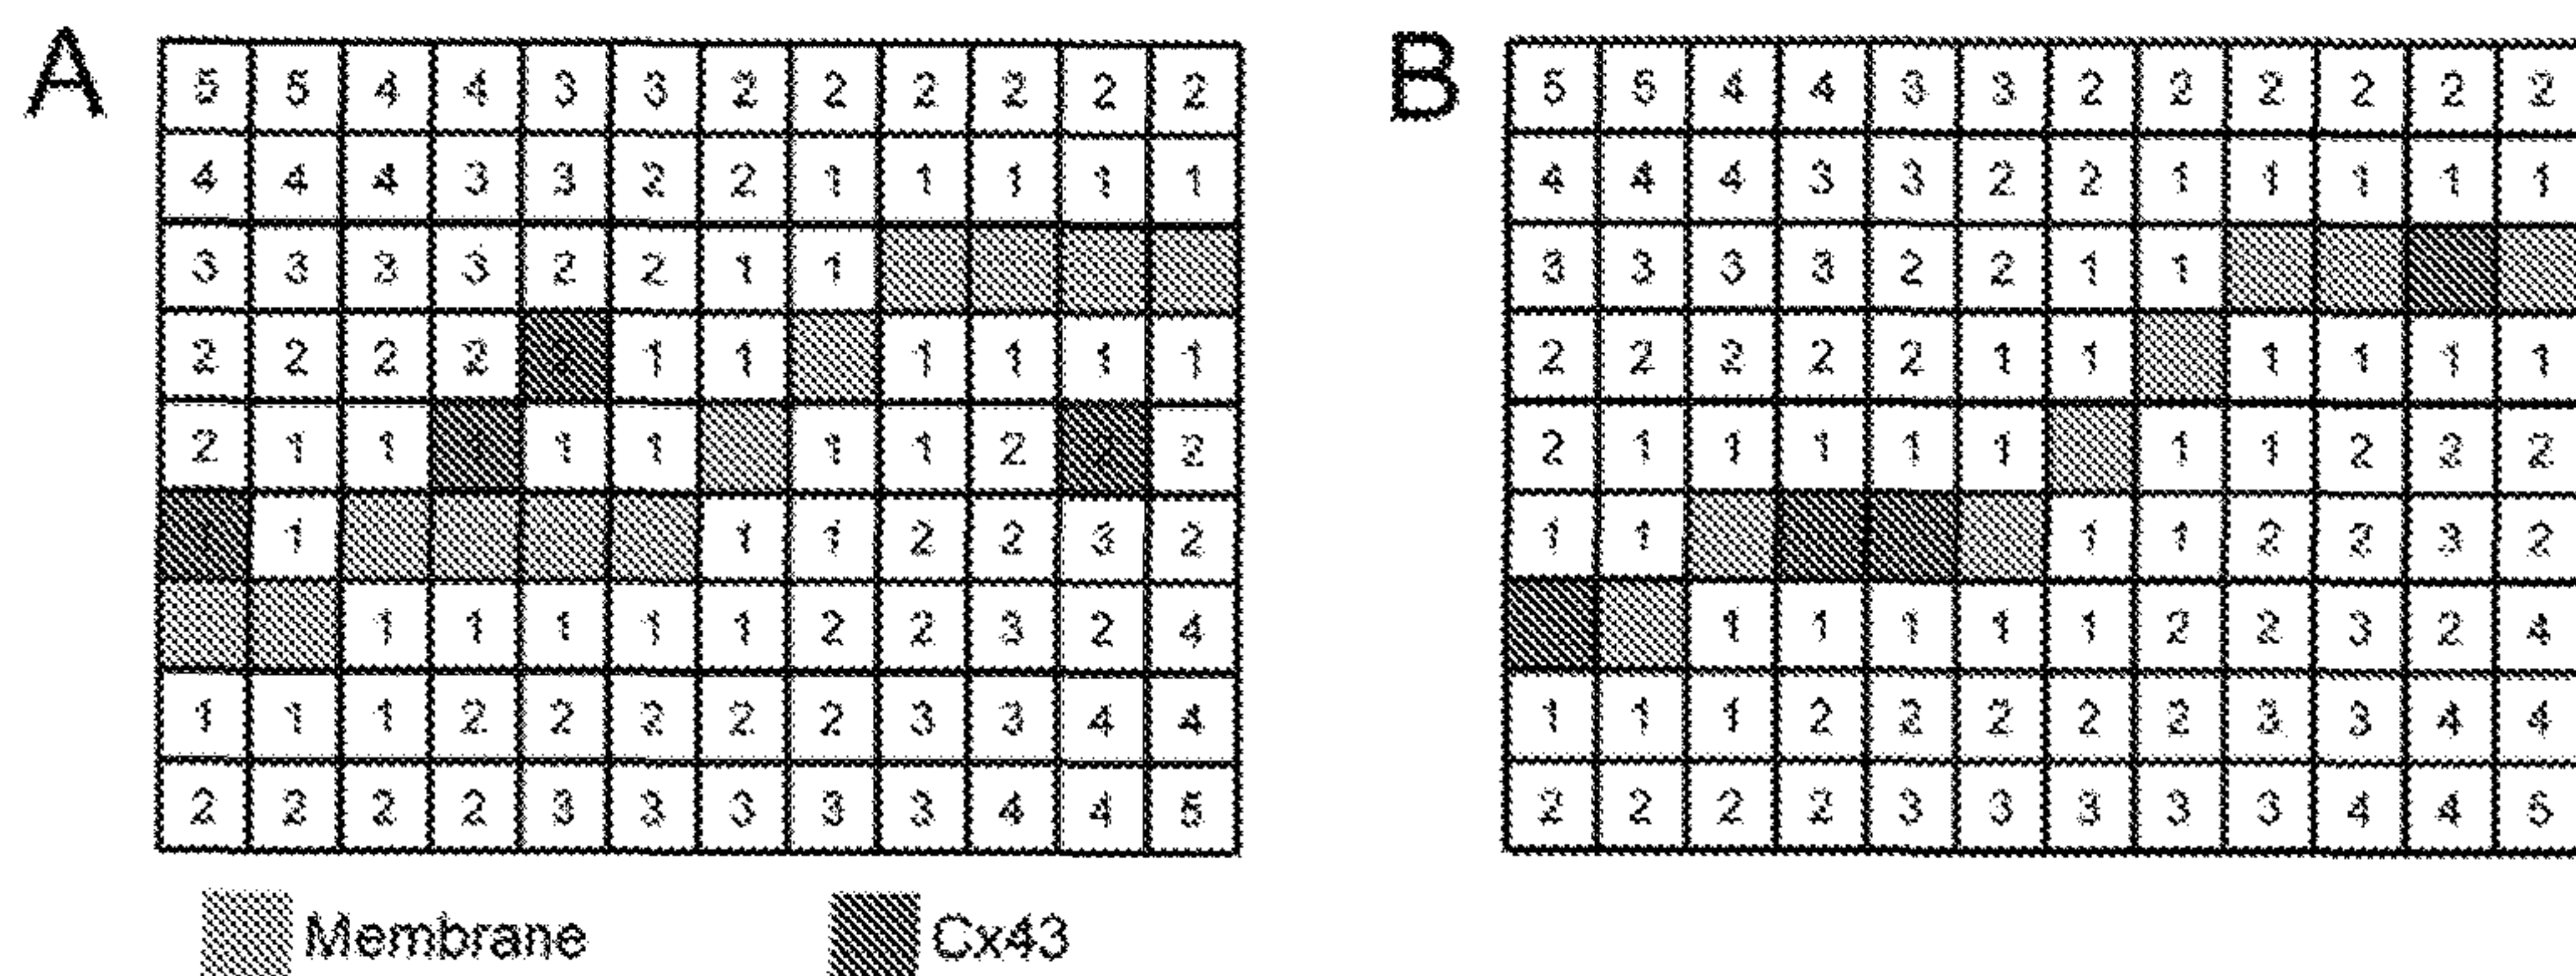 A B
5 5 4 4 3 3 2 2 2 2 2 2 5 5 4 4 3 3 2 2 2 2 2 2
4 4 4 3 3 2 2 1 1 1 1 1 4 4 4 3 3 2 2 1 1 1 1 1
3 3 3 3 2 2 1 1 3 3 3 3 2 2 1 1
2 2 2 2 1 1 1 1 1 1 2 2 2 2 2 1 1 1 1 1 1
2 1 1 1 1 1 1 1 2 2 2 1 1 1 1 1 1 1 2 2 2
1 1 1 2 2 3 2 1 1 1 1 2 2 3 2
1 1 1 1 1 2 2 3 2 4 1 1 1 1 1 2 2 3 2 4
1 1 1 2 2 2 2 2 3 3 4 4 1 1 1 2 2 2 2 2 3 3 4 4
2 2 2 2 3 3 3 3 3 4 4 5 2 2 2 2 3 3 3 3 3 4 4 5
Membrane Cx43